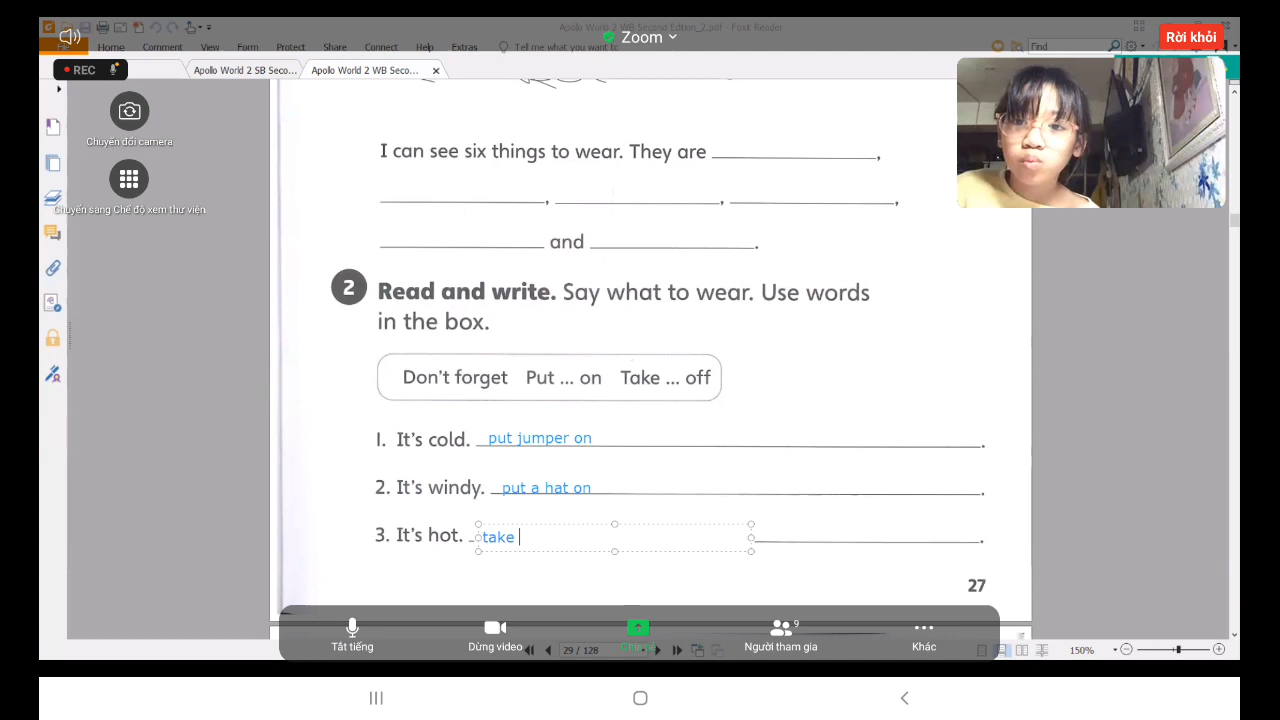 Apollo World 2 WB Second Edition_2.pdf - Foxit Reader
Zoom
Rời khỏi
Home Comment View Form Protect Share Connect Help Extras Tell me what you want to
Find
REC
Apollo World 2 SB Seco...
Apollo World 2 WB Seco...
Chuyển đổi camera
Chuyển sang Chế độ xem thư viện
I can see six things to wear. They are ,
, , ,
and .
2 Read and write. Say what to wear. Use words
in the box.
Don't forget Put ... on Take ... off
1. It's cold. put jumper on .
2. It's windy. put a hat on .
3. It's hot. take .
27
9
Tắt tiếng
Dừng video
29 / 128
Người tham gia
Khác
150%